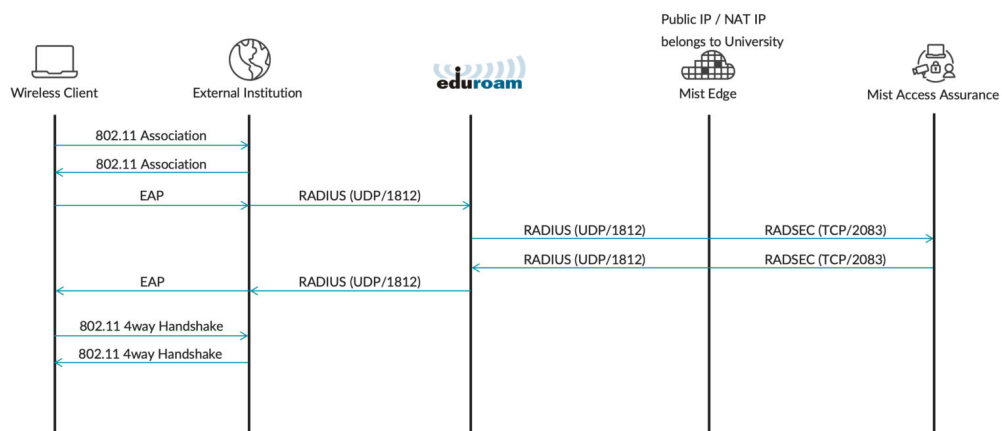 Public IP / NAT IP
belongs to University
Wireless Client
External Institution
eduroam
Mist Edge
Mist Access Assurance
802.11 Association
802.11 Association
EAP
RADIUS (UDP/1812)
RADIUS (UDP/1812)
RADSEC (TCP/2083)
RADIUS (UDP/1812)
RADSEC (TCP/2083)
EAP
RADIUS (UDP/1812)
802.11 4way Handshake
802.11 4way Handshake